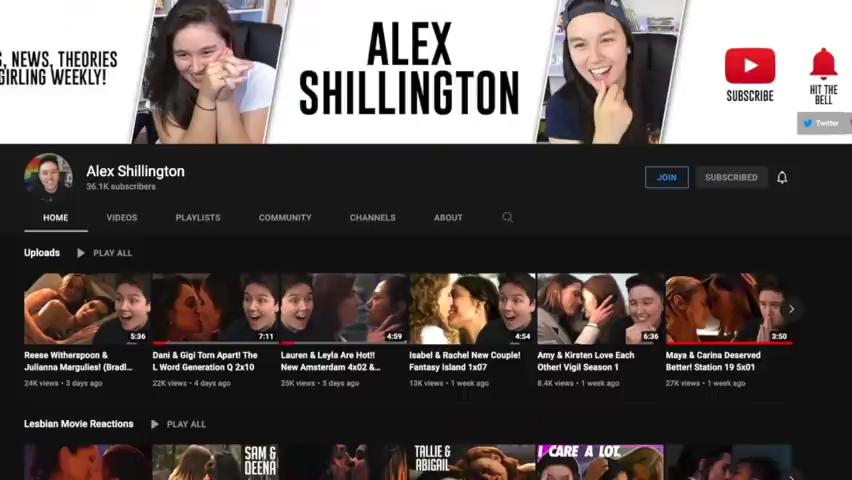 S, NEWS, THEORIES
GIRLING WEEKLY!
ALEX
SHILLINGTON
SUBSCRIBE
HIT THE
BELL
Twitter
Alex Shillington
36.1K subscribers
JOIN
SUBSCRIBED
HOME
VIDEOS
PLAYLISTS
COMMUNITY
CHANNELS
ABOUT
Uploads
PLAY ALL
5:36
7:11
4:59
4:54
6:36
3:50
Reese Witherspoon &
Julianna Margulies! (Bradl...
24K views • 3 days ago
Dani & Gigi Torn Apart! The
L Word Generation Q 2x10
22K views • 4 days ago
Lauren & Leyla Are Hot!!
New Amsterdam 4x02 &...
25K views • 5 days ago
Isabel & Rachel New Couple!
Fantasy Island 1x07
13K views • 1 week ago
Amy & Kirsten Love Each
Other! Vigil Season 1
8.4K views • 1 week ago
Maya & Carina Deserved
Better! Station 19 5x01
27K views • 1 week ago
Lesbian Movie Reactions
PLAY ALL
SAM &
DEENA
TALLIE &
ABIGAIL
I CARE A LOT.